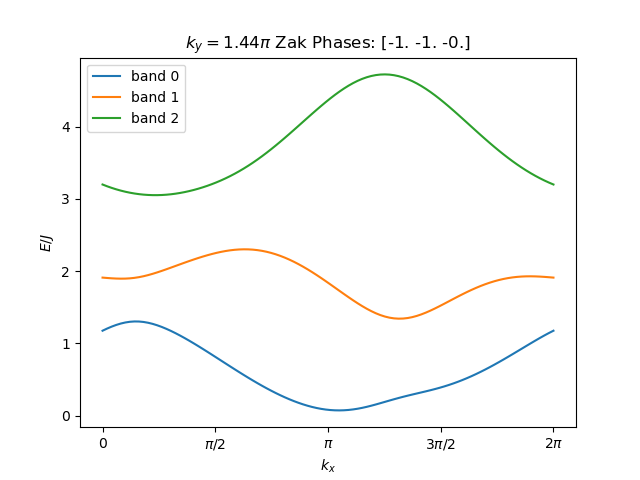 $k_y = 1.44\pi$ Zak Phases: [-1. -1. -0.]
band 0
band 1
band 2
E/J
4
3
2
1
0
0
π/2
π
3π/2
2π
$k_x$